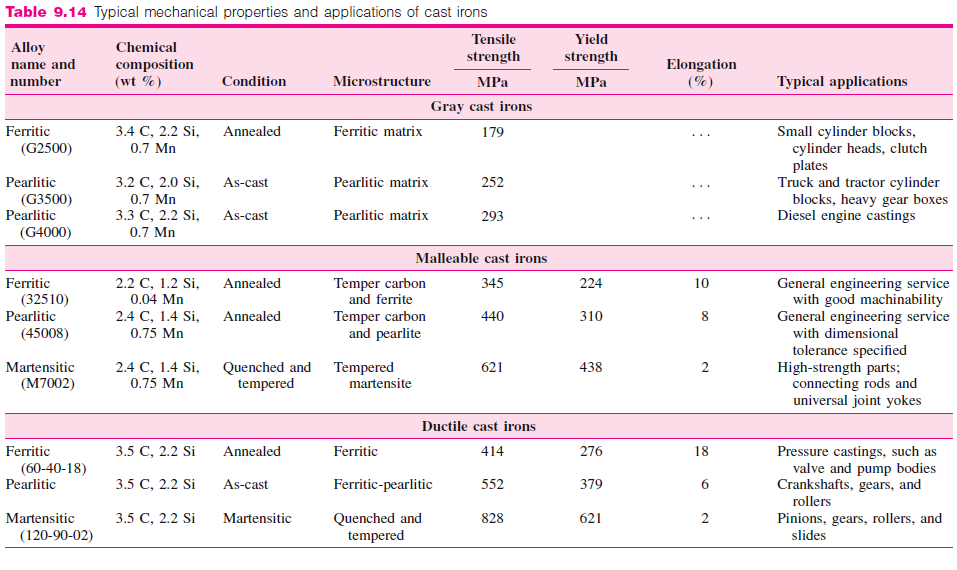 Table 9.14 Typical mechanical properties and applications of cast irons
Tensile Yield
Alloy Chemical strength strength
name and composition Elongation
number (wt %) Condition Microstructure MPa MPa (%) Typical applications
Gray cast irons
Ferritic 3.4 C, 2.2 Si, Annealed Ferritic matrix 179 ... Small cylinder blocks,
(G2500) 0.7 Mn cylinder heads, clutch
plates
Pearlitic 3.2 C, 2.0 Si, As-cast Pearlitic matrix 252 ... Truck and tractor cylinder
(G3500) 0.7 Mn blocks, heavy gear boxes
Pearlitic 3.3 C, 2.2 Si, As-cast Pearlitic matrix 293 ... Diesel engine castings
(G4000) 0.7 Mn
Malleable cast irons
Ferritic 2.2 C, 1.2 Si, Annealed Temper carbon 345 224 10 General engineering service
(32510) 0.04 Mn and ferrite with good machinability
Pearlitic 2.4 C, 1.4 Si, Annealed Temper carbon 440 310 8 General engineering service
(45008) 0.75 Mn and pearlite with dimensional
tolerance specified
Martensitic 2.4 C, 1.4 Si, Quenched and Tempered 621 438 2 High-strength parts;
(M7002) 0.75 Mn tempered martensite connecting rods and
universal joint yokes
Ductile cast irons
Ferritic 3.5 C, 2.2 Si Annealed Ferritic 414 276 18 Pressure castings, such as
(60-40-18) valve and pump bodies
Pearlitic 3.5 C, 2.2 Si As-cast Ferritic-pearlitic 552 379 6 Crankshafts, gears, and
rollers
Martensitic 3.5 C, 2.2 Si Martensitic Quenched and 828 621 2 Pinions, gears, rollers, and
(120-90-02) tempered slides